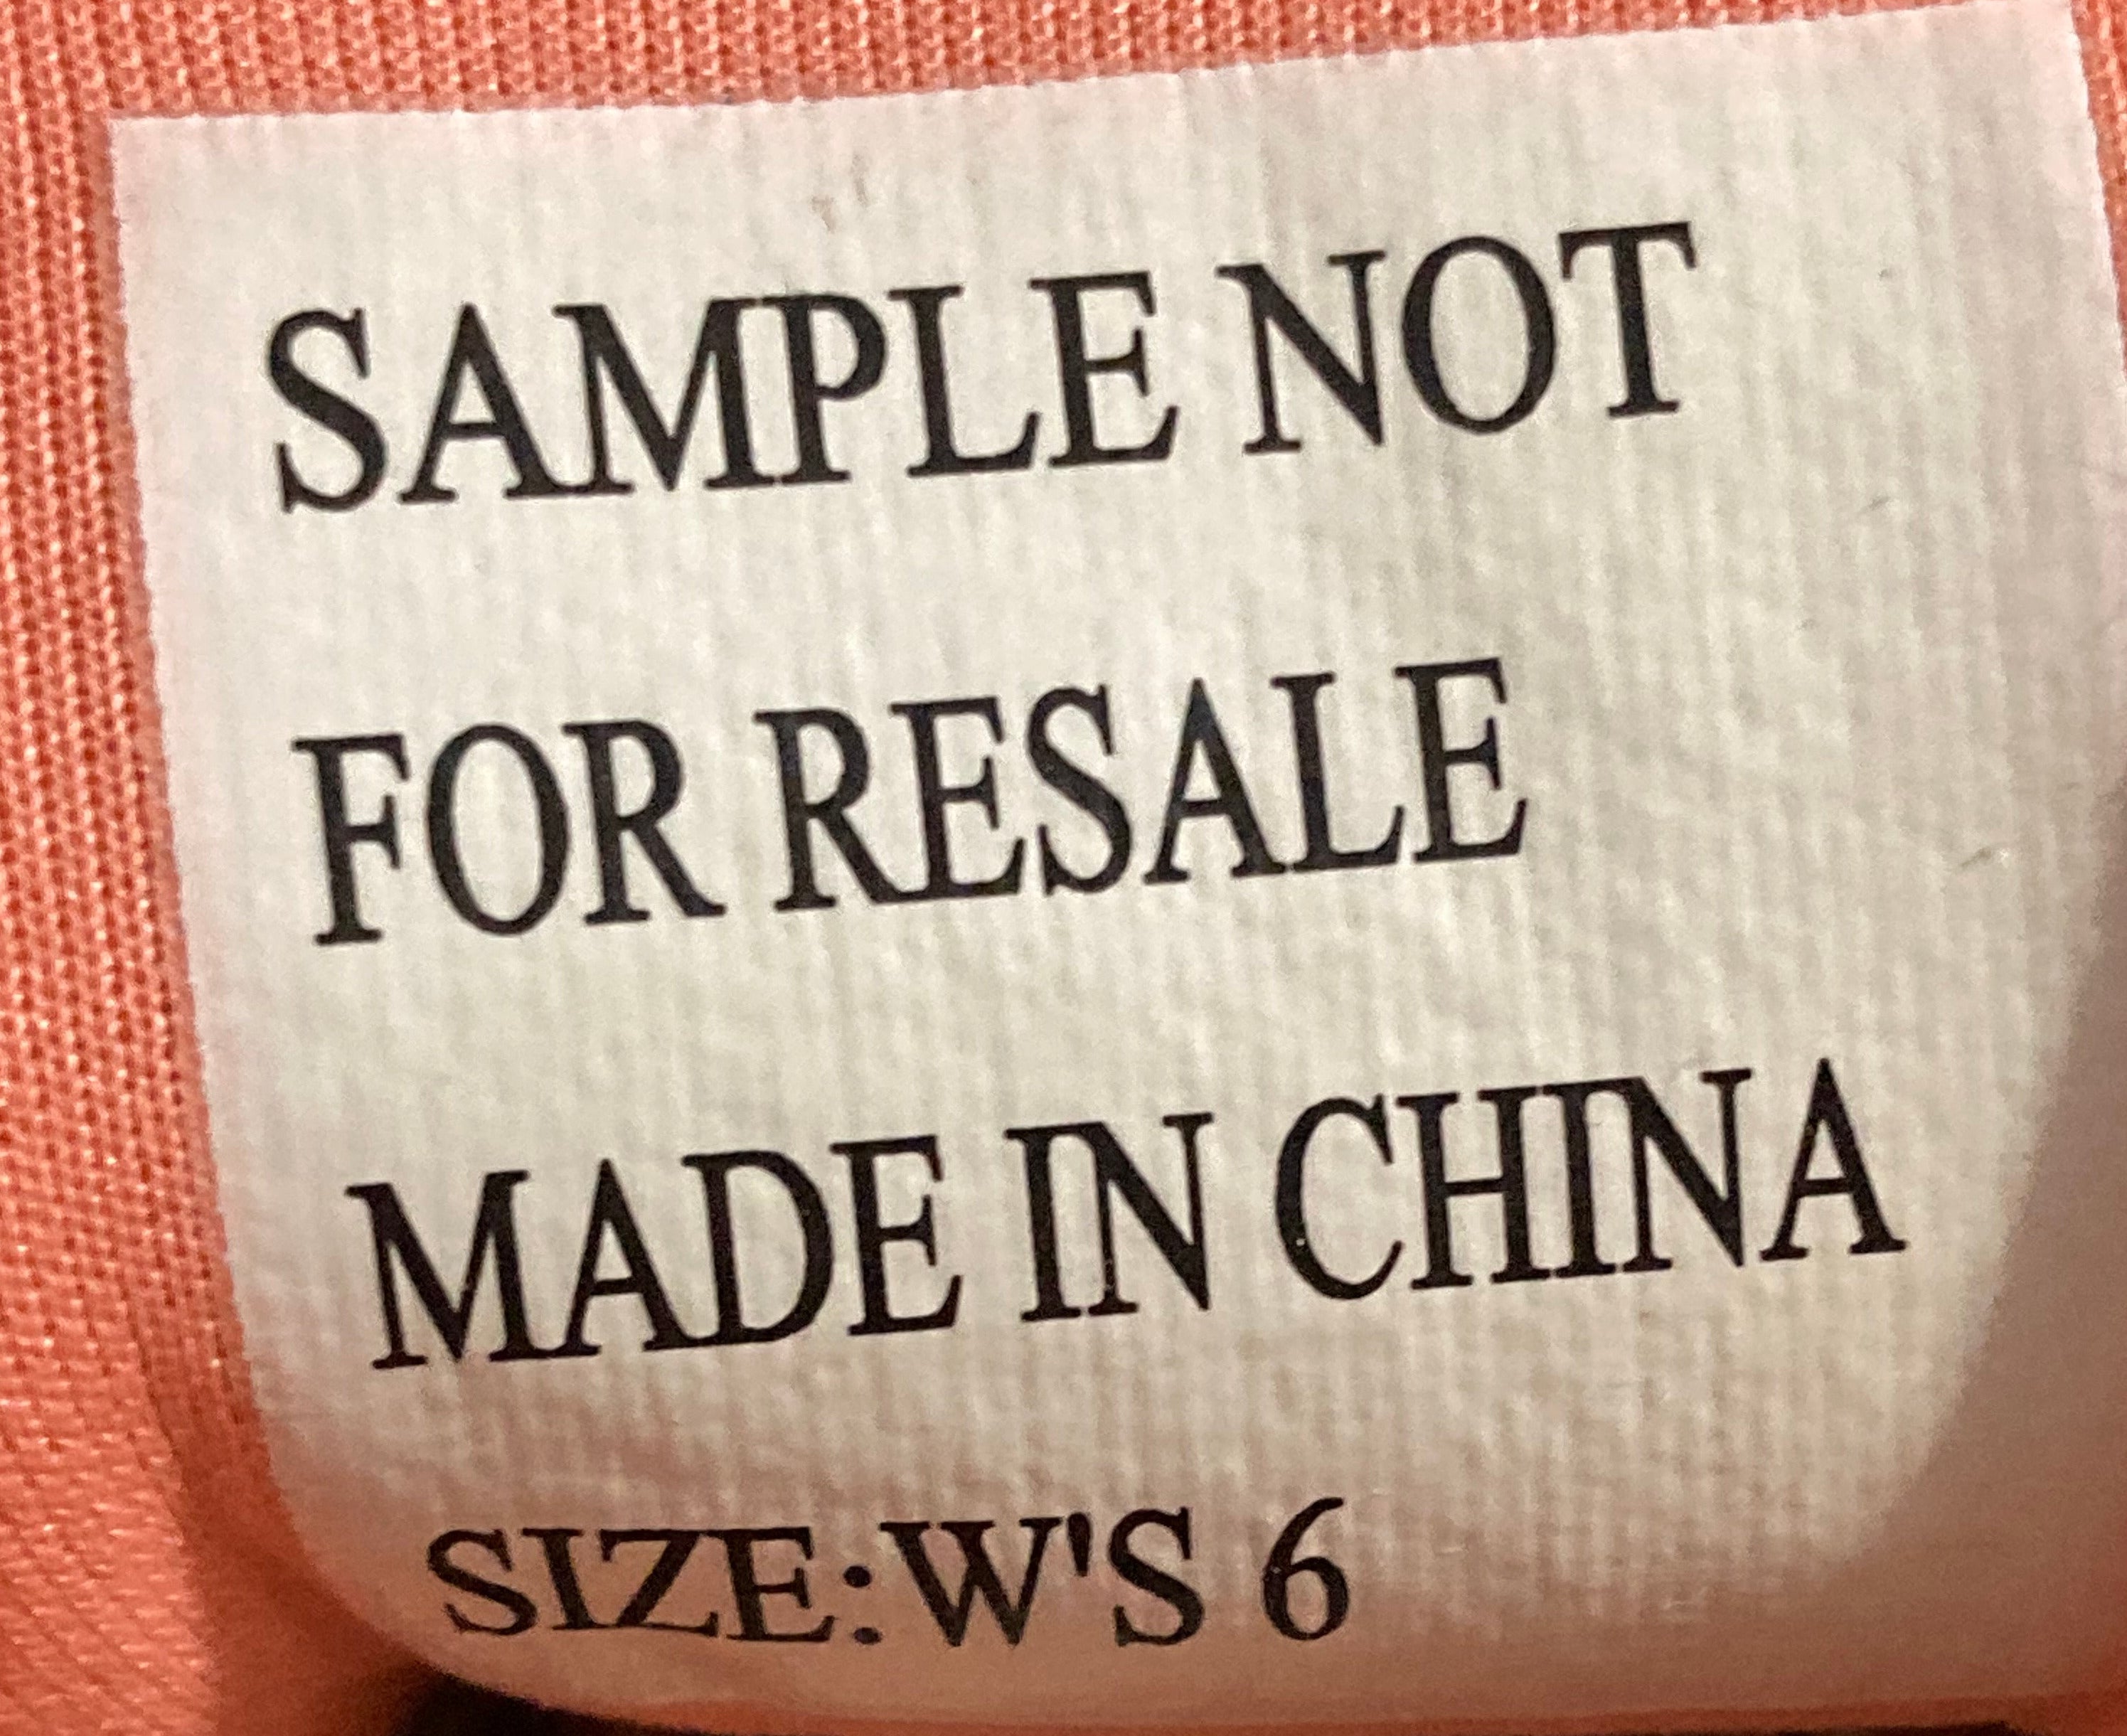 SAMPLE NOT
FOR RESALE
MADE IN CHINA
SIZE:W'S 6